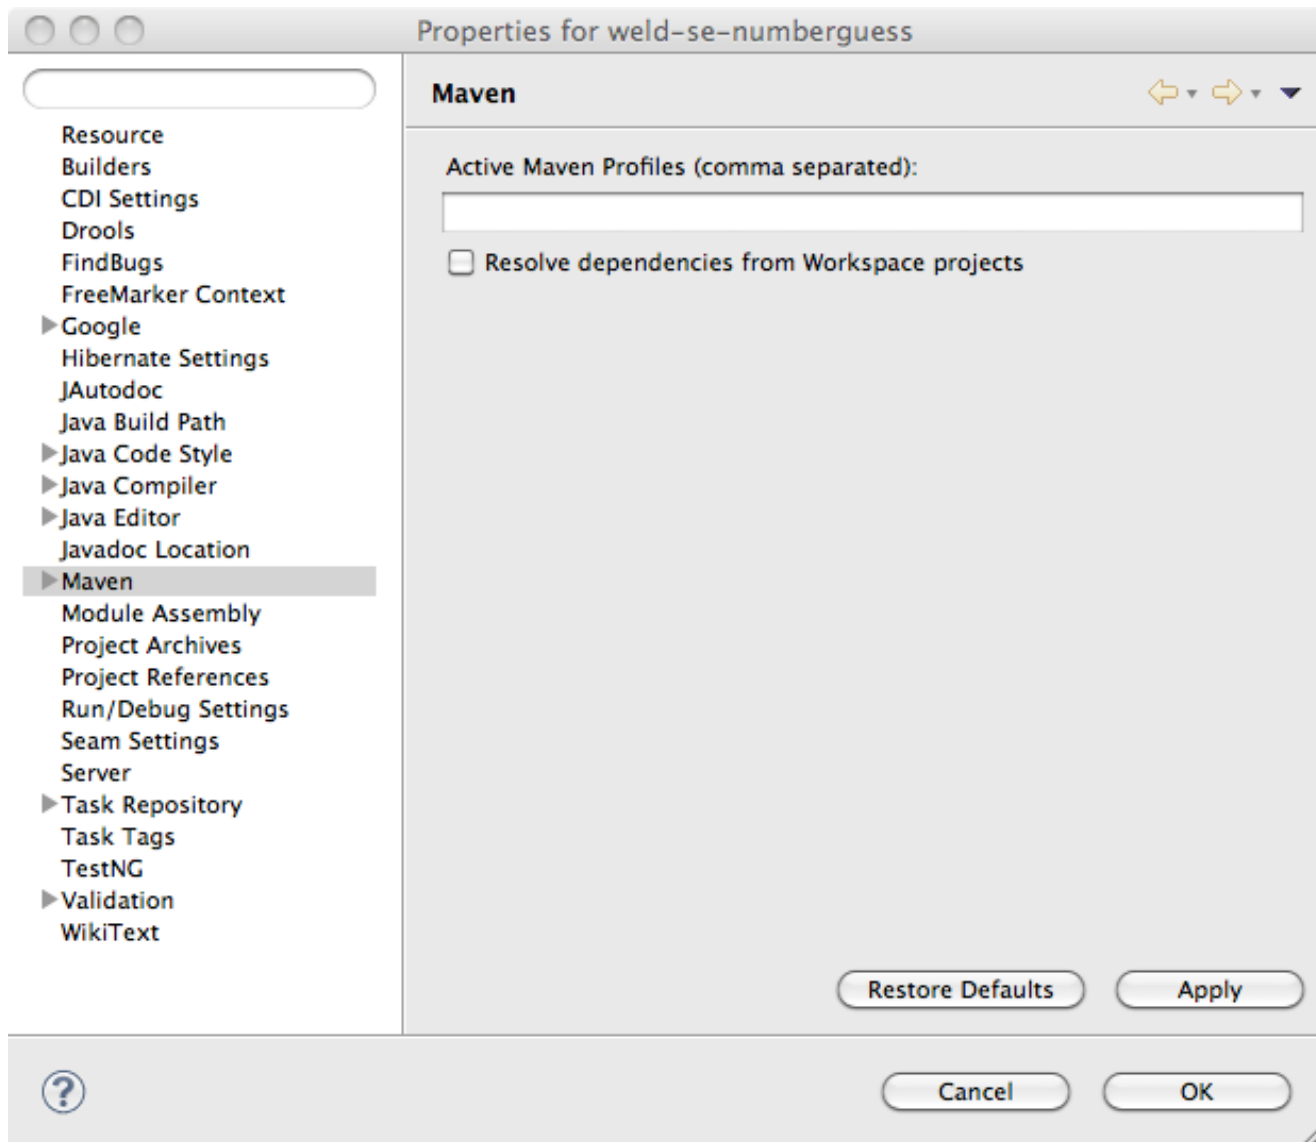 Properties for weld-se-numberguess
Resource
Builders
CDI Settings
Drools
FindBugs
FreeMarker Context
Google
Hibernate Settings
JAutodoc
Java Build Path
Java Code Style
Java Compiler
Java Editor
Javadoc Location
Maven
Module Assembly
Project Archives
Project References
Run/Debug Settings
Seam Settings
Server
Task Repository
Task Tags
TestNG
Validation
WikiText
Maven
Active Maven Profiles (comma separated):
Resolve dependencies from Workspace projects
Restore Defaults
Apply
?
Cancel
OK